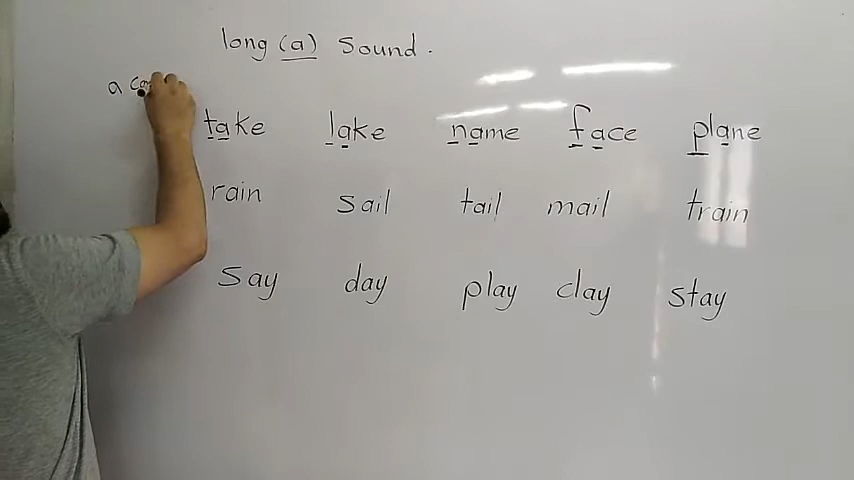 long (a) Sound.
a
take lake name face plane
rain sail tail mail train
say day play clay stay